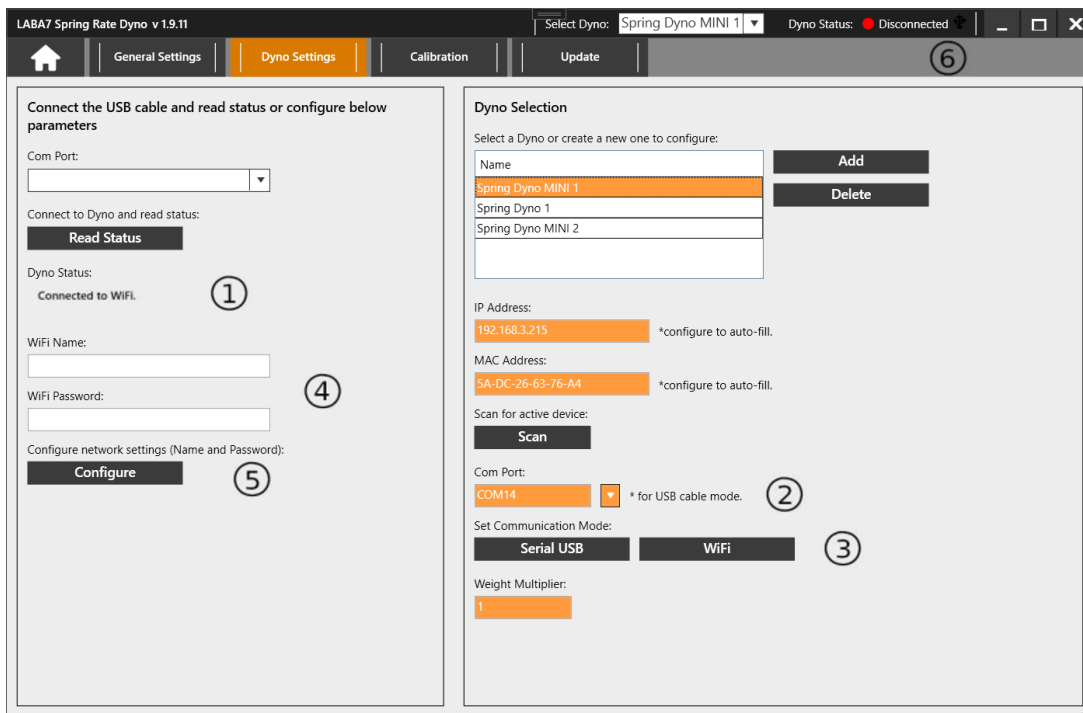 LABA7 Spring Rate Dyno v 1.9.11
Select Dyno: Spring Dyno MINI 1
Dyno Status: Disconnected
General Settings
Dyno Settings
Calibration
Update
⑥
Connect the USB cable and read status or configure below
parameters
Com Port:
Connect to Dyno and read status:
Read Status
Dyno Status:
Connected to WiFi.
①
WiFi Name:
④
WiFi Password:
Configure network settings (Name and Password):
Configure
⑤
Dyno Selection
Select a Dyno or create a new one to configure:
Name
Spring Dyno MINI 1
Spring Dyno 1
Spring Dyno MINI 2
Add
Delete
IP Address:
192.168.3.215 *configure to auto-fill.
MAC Address:
5A-DC-26-63-76-A4 *configure to auto-fill.
Scan for active device:
Scan
Com Port:
COM14 * for USB cable mode. ②
Set Communication Mode:
Serial USB WiFi ③
Weight Multiplier:
1